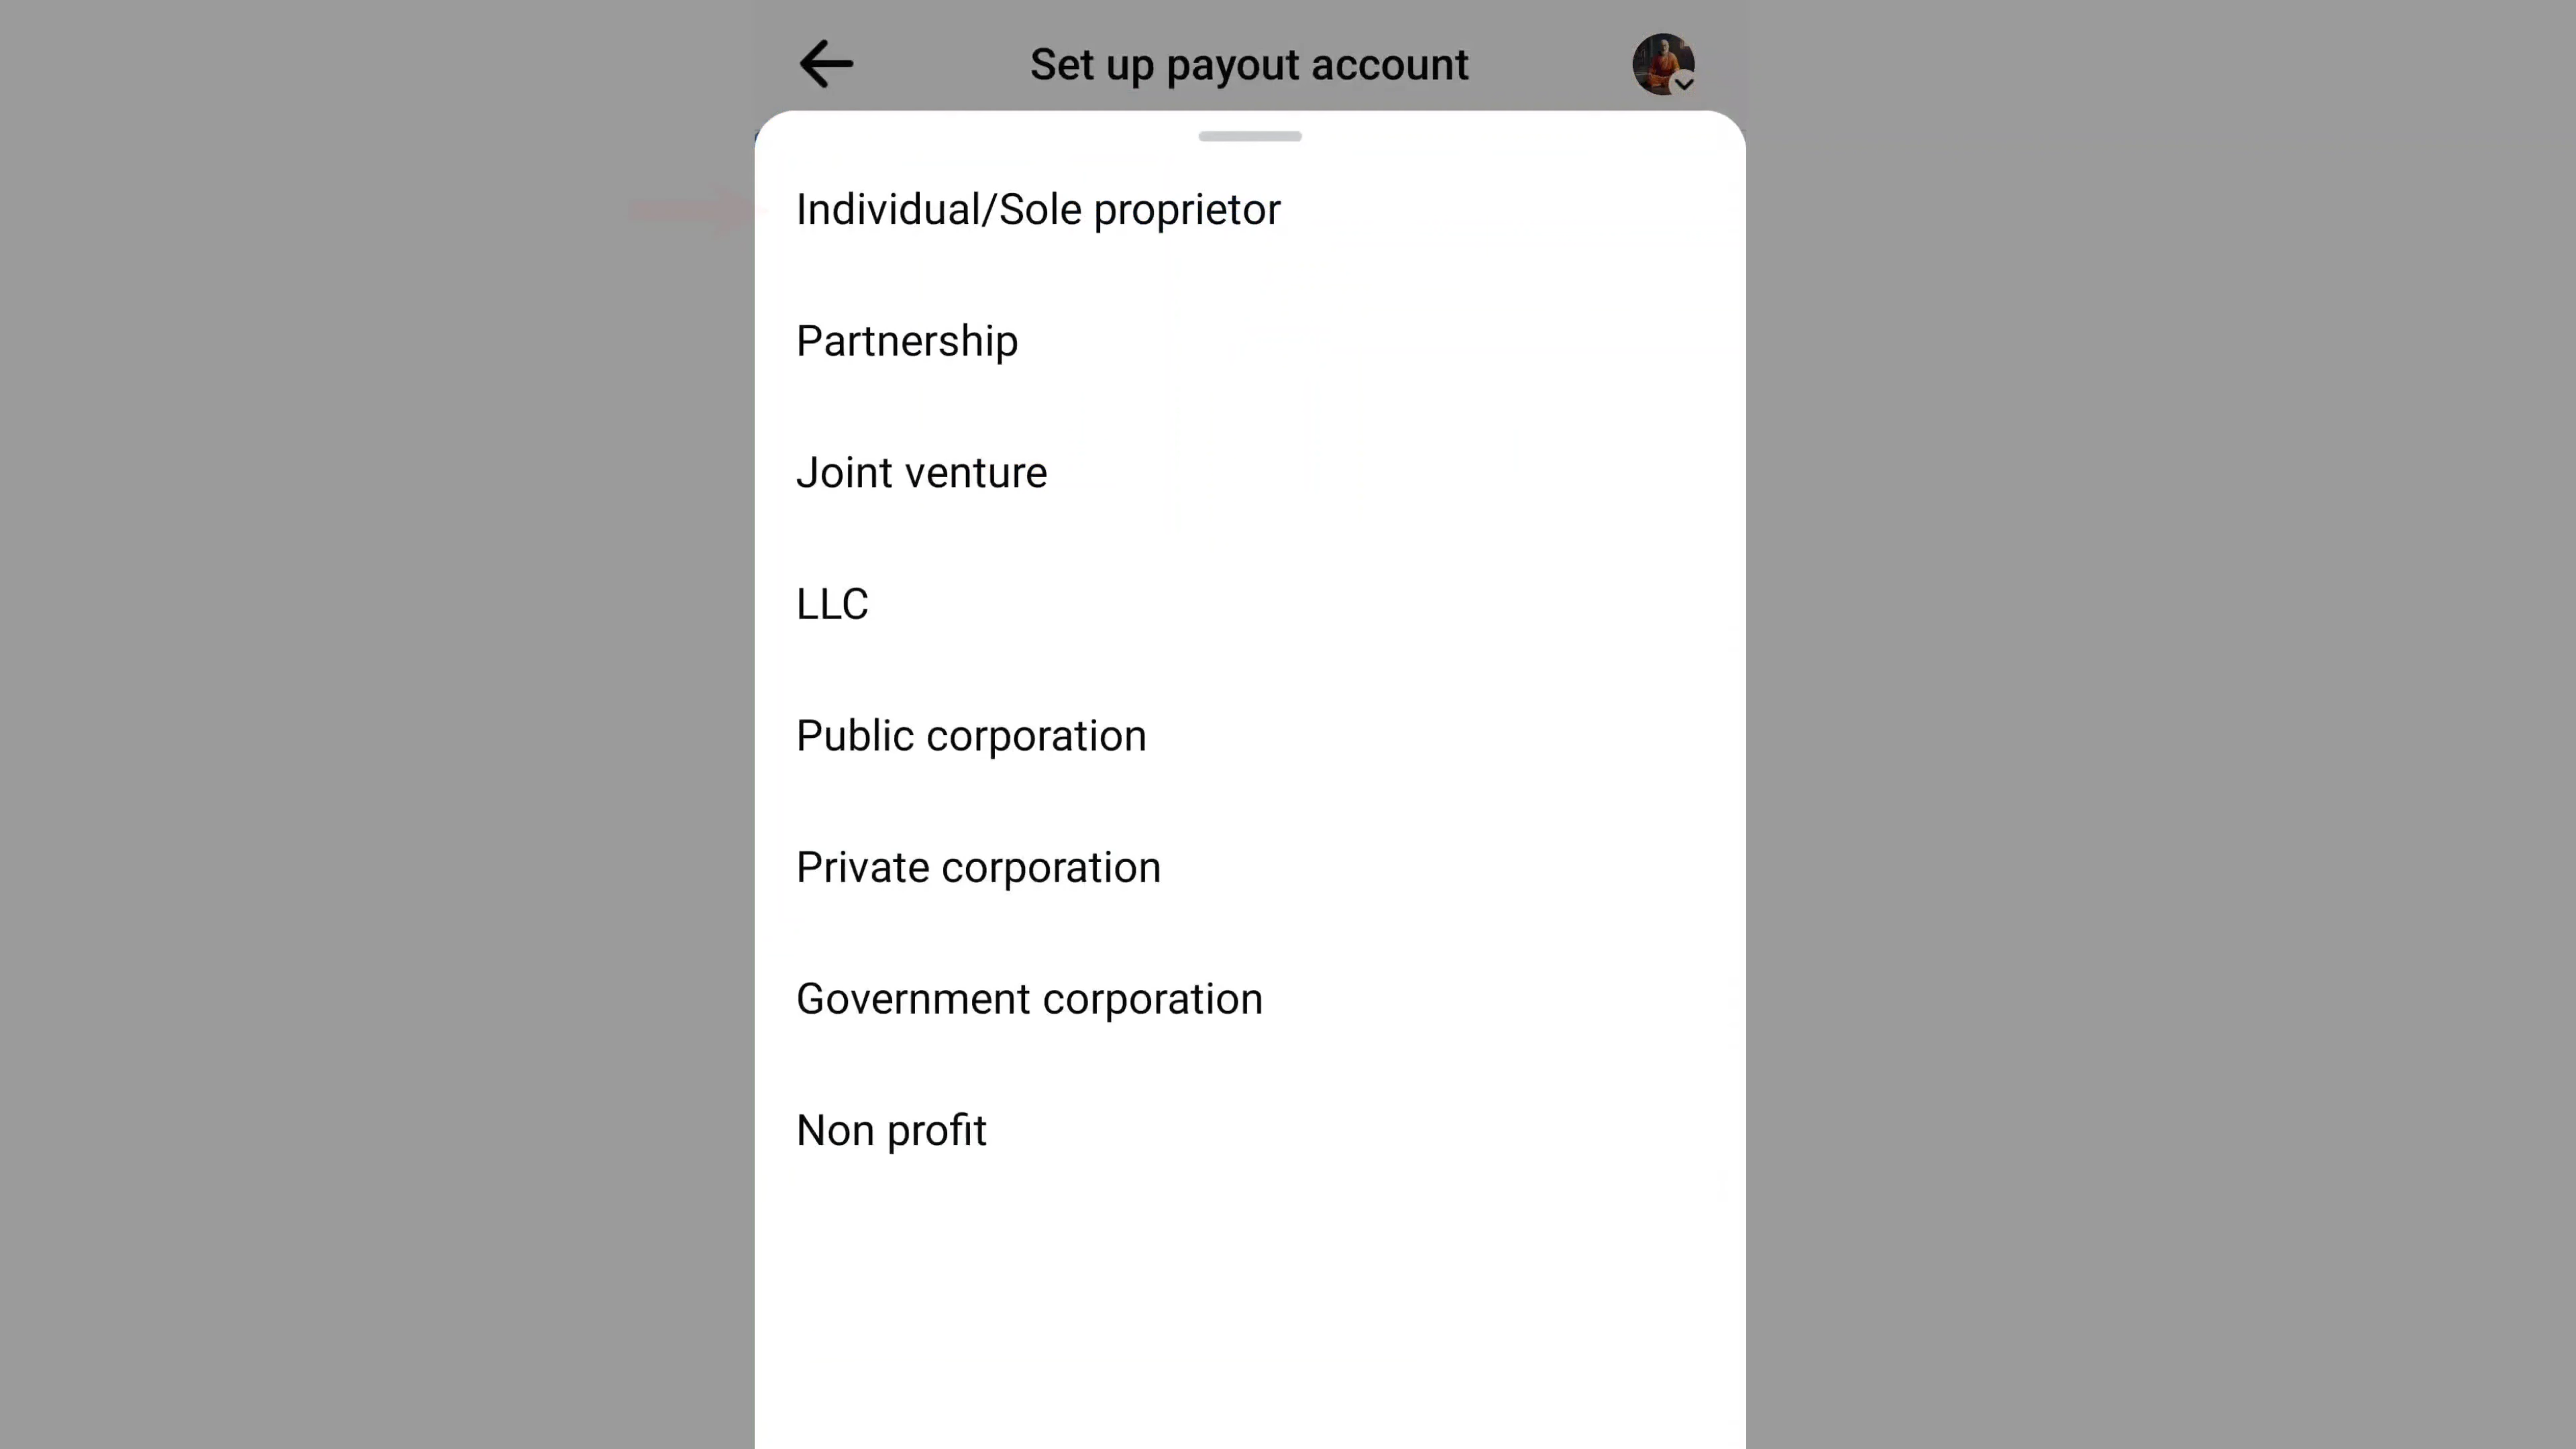 Set up payout account
Individual/Sole proprietor
Partnership
Joint venture
LLC
Public corporation
Private corporation
Government corporation
Non profit